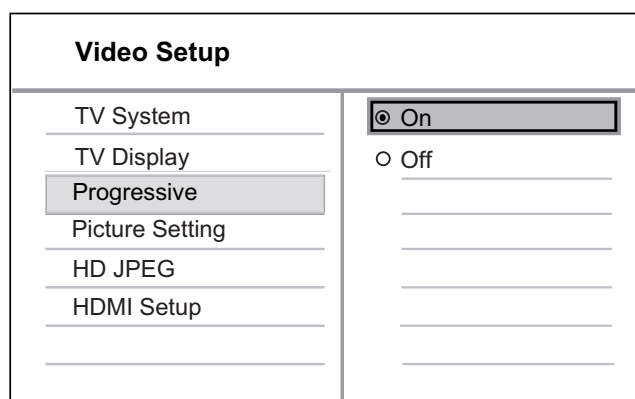 Video Setup
TV System
TV Display
Progressive
Picture Setting
HD JPEG
HDMI Setup
On
Off